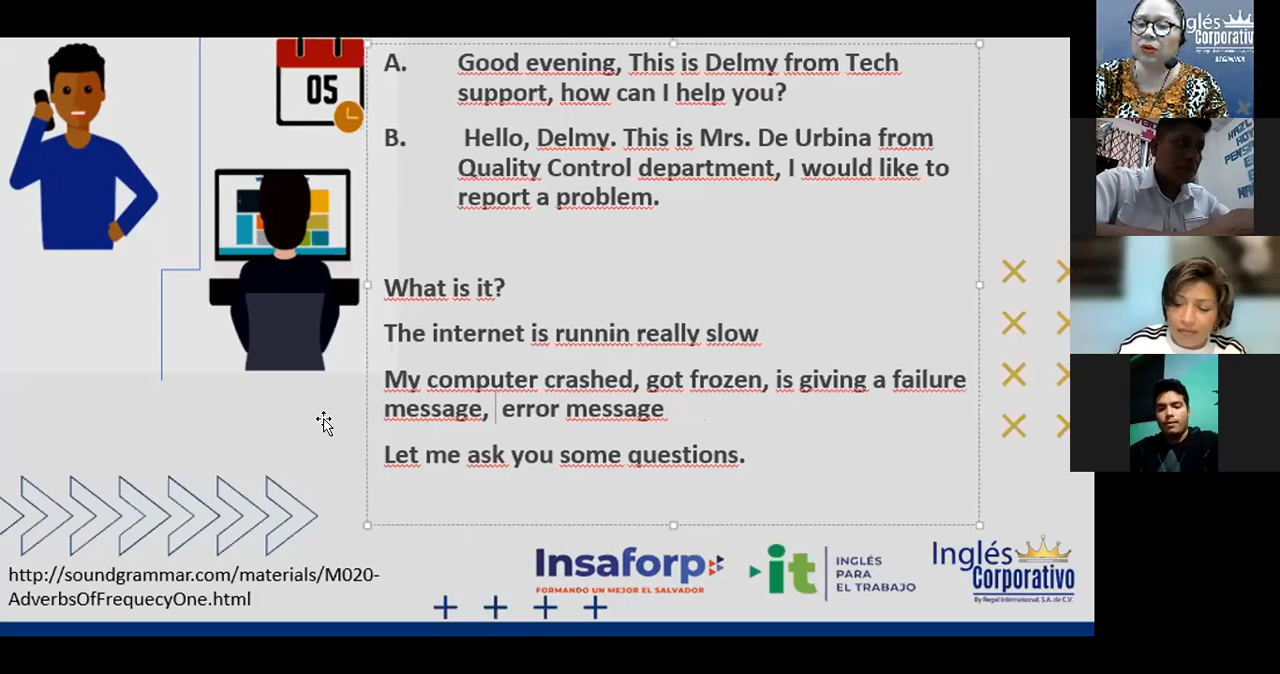 05
A. Good evening, This is Delmy from Tech
support, how can I help you?
B. Hello, Delmy. This is Mrs. De Urbina from
Quality Control department, I would like to
report a problem.
What is it?
The internet is runnin really slow
My computer crashed, got frozen, is giving a failure
message, error message
Let me ask you some questions.
http://soundgrammar.com/materials/M020-
AdverbsOfFrequecyOne.html
Insaforp
FORMANDO UN MEJOR EL SALVADOR
it
INGLÉS
PARA
EL TRABAJO
Inglés
Corporativo
By Regal International, S.A. de C.V.
glés
Corporativo